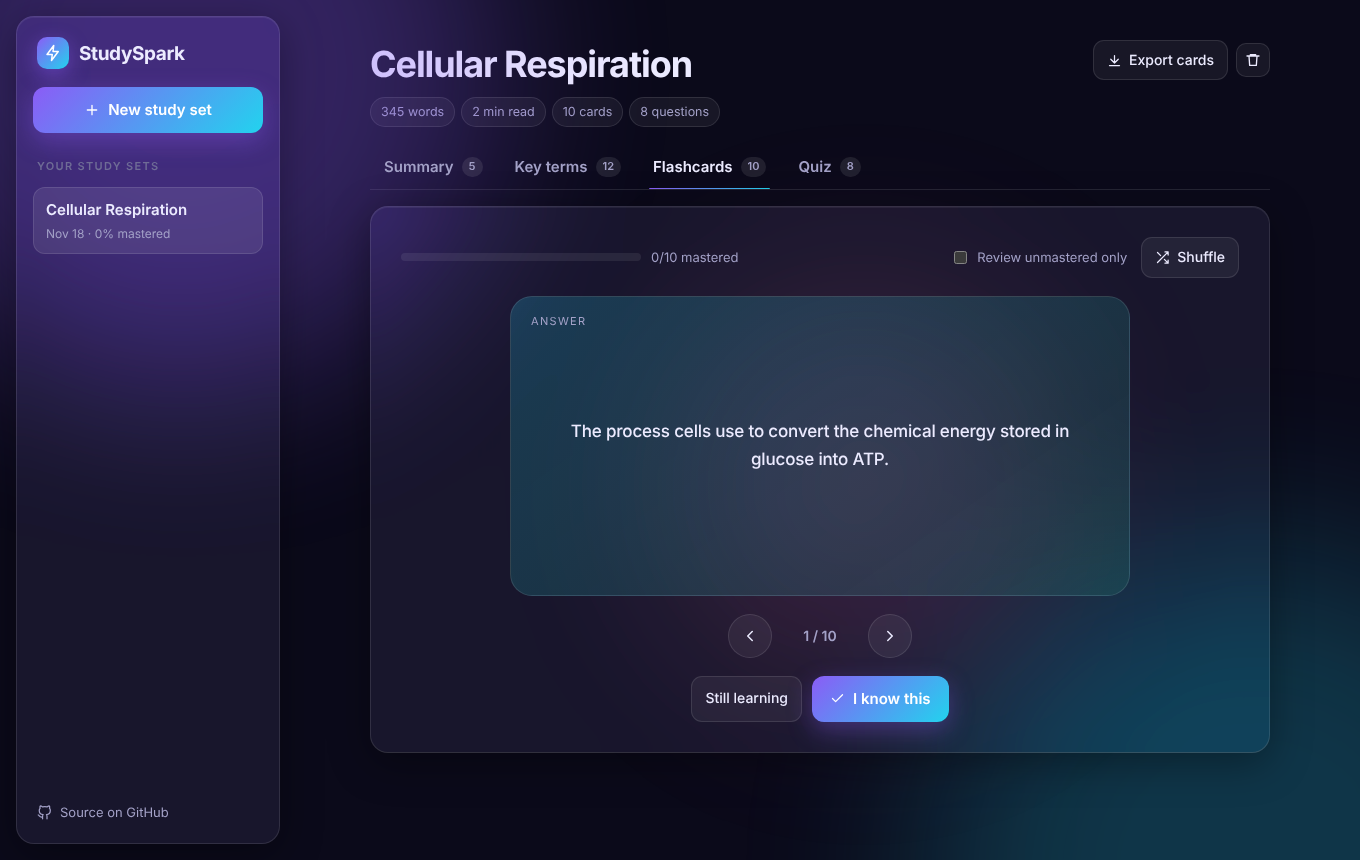 StudySpark
New study set
YOUR STUDY SETS
Cellular Respiration
Nov 18 · 0% mastered
Source on GitHub
Cellular Respiration
Export cards
345 words
2 min read
10 cards
8 questions
Summary 5
Key terms 12
Flashcards 10
Quiz 8
0/10 mastered
Review unmastered only
Shuffle
ANSWER
The process cells use to convert the chemical energy stored in
glucose into ATP.
1 / 10
Still learning
I know this